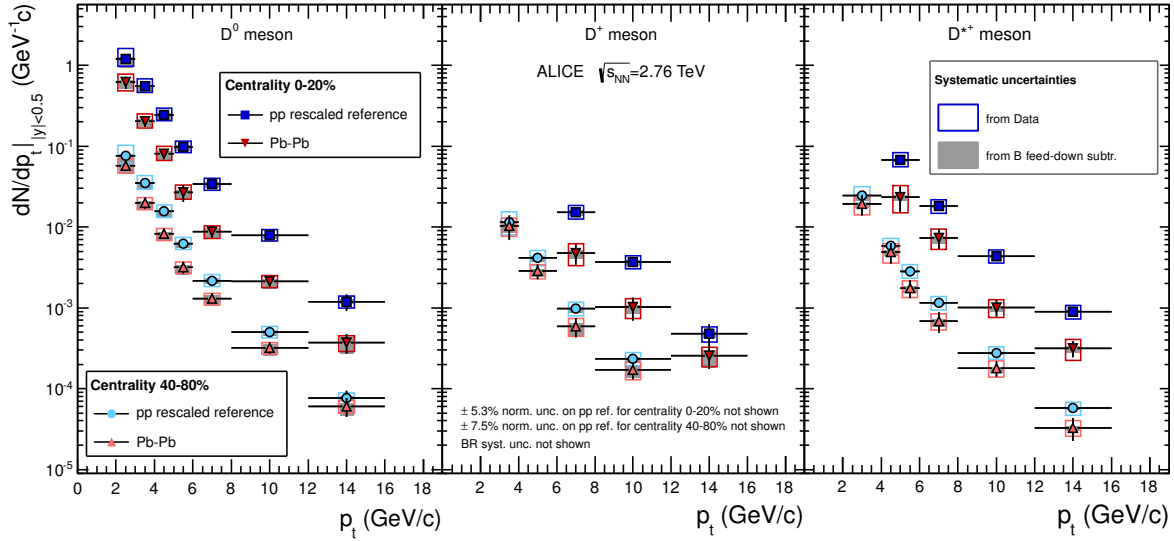 D⁰ meson
D⁺ meson
D*⁺ meson
ALICE √s_NN=2.76 TeV
Centrality 0-20%
pp rescaled reference
Pb-Pb
Systematic uncertainties
from Data
from B feed-down subtr.
Centrality 40-80%
pp rescaled reference
Pb-Pb
± 5.3% norm. unc. on pp ref. for centrality 0-20% not shown
± 7.5% norm. unc. on pp ref. for centrality 40-80% not shown
BR syst. unc. not shown
dN/dp_t| |y|<0.5 (GeV⁻¹c)
1
10⁻¹
10⁻²
10⁻³
10⁻⁴
10⁻⁵
0 2 4 6 8 10 12 14 16 18
2 4 6 8 10 12 14 16 18
2 4 6 8 10 12 14 16 18
p_t (GeV/c)
p_t (GeV/c)
p_t (GeV/c)